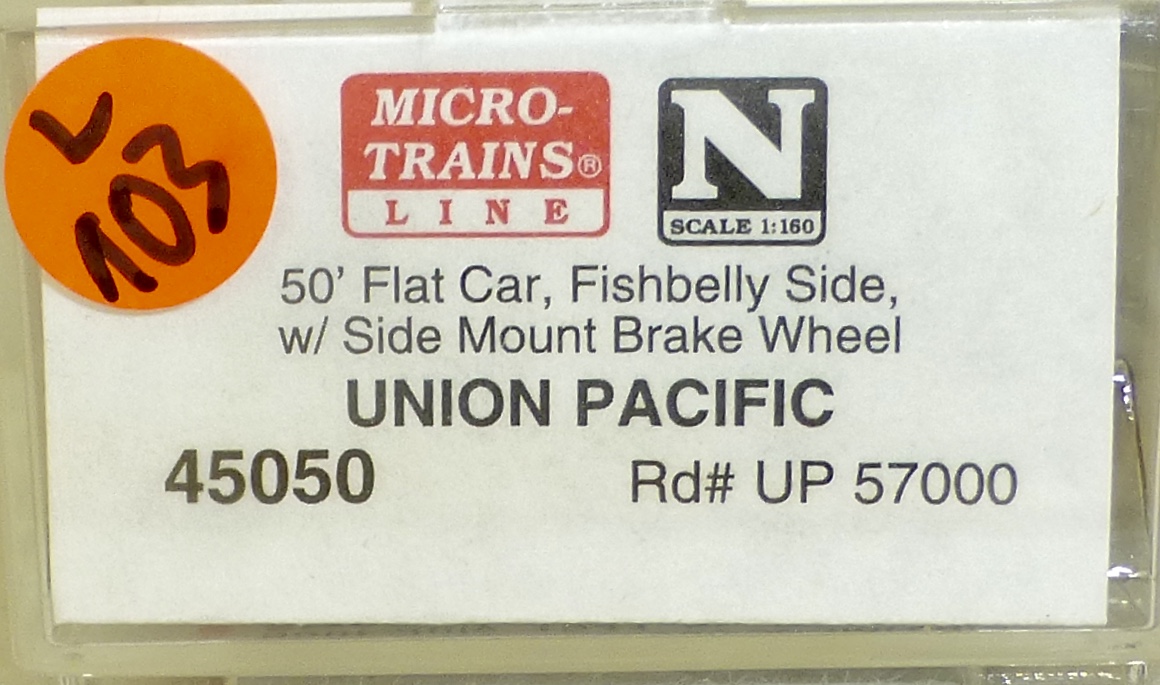 L
103
MICRO-
TRAINS®
LINE
N
SCALE 1:160
50' Flat Car, Fishbelly Side,
w/ Side Mount Brake Wheel
UNION PACIFIC
45050 Rd# UP 57000